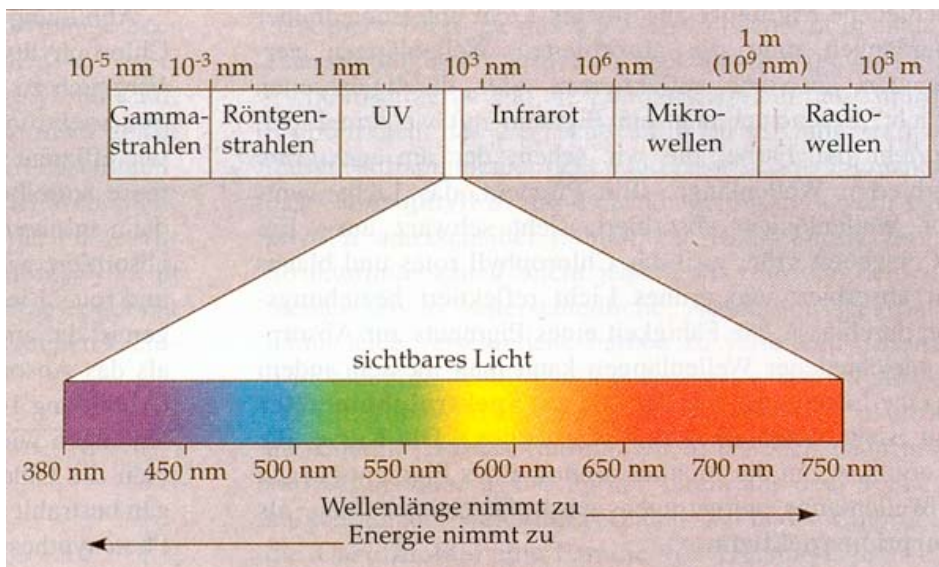 1 m
10⁻⁵ nm 10⁻³ nm 1 nm 10³ nm 10⁶ nm (10⁹ nm) 10³ m
Gamma- Röntgen- UV Infrarot Mikro- Radio-
strahlen strahlen wellen wellen
sichtbares Licht
380 nm 450 nm 500 nm 550 nm 600 nm 650 nm 700 nm 750 nm
Wellenlänge nimmt zu
Energie nimmt zu